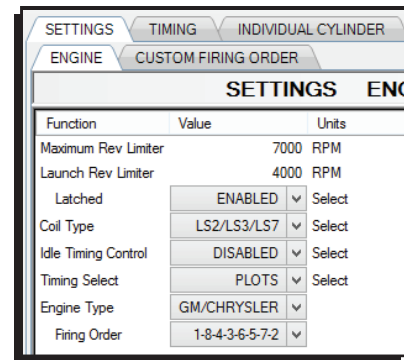 SETTINGS TIMING INDIVIDUAL CYLINDER
ENGINE CUSTOM FIRING ORDER
SETTINGS
Function Value Units
Maximum Rev Limiter 7000 RPM
Launch Rev Limiter 4000 RPM
Latched ENABLED Select
Coil Type LS2/LS3/LS7 Select
Idle Timing Control DISABLED Select
Timing Select PLOTS Select
Engine Type GM/CHRYSLER
Firing Order 1-8-4-3-6-5-7-2